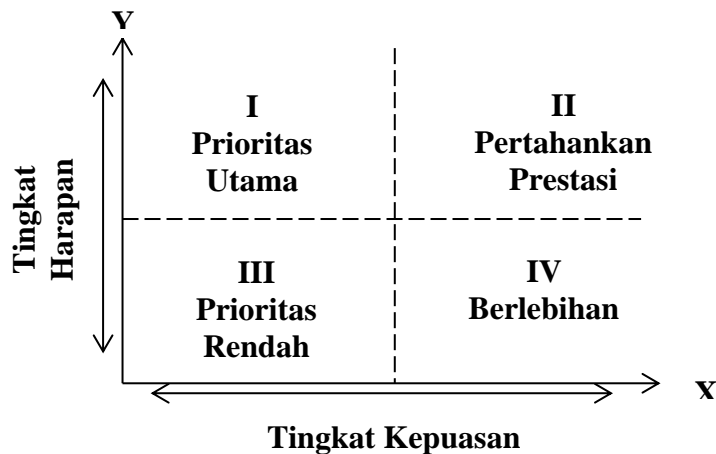 Y
I
Prioritas
Utama
II
Pertahankan
Prestasi
Tingkat
Harapan
III
Prioritas
Rendah
IV
Berlebihan
X
Tingkat Kepuasan